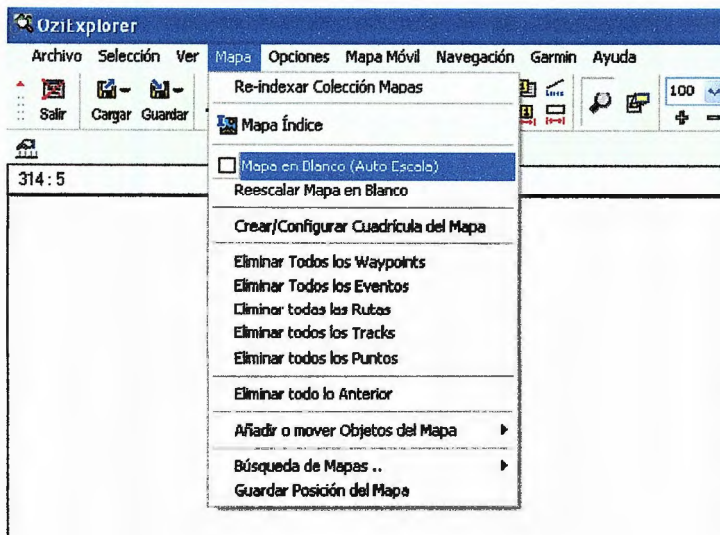 OziExplorer
Archivo Selección Ver Mapa Opciones Mapa Móvil Navegación Garmin Ayuda
Salir Cargar Guardar 100
314:5
Re-indexar Colección Mapas
Mapa Índice
Mapa en Blanco (Auto Escala)
Reescalar Mapa en Blanco
Crear/Configurar Cuadrícula del Mapa
Eliminar Todos los Waypoints
Eliminar Todos los Eventos
Eliminar todas las Rutas
Eliminar todos los Tracks
Eliminar todos los Puntos
Eliminar todo lo Anterior
Añadir o mover Objetos del Mapa
Búsqueda de Mapas ..
Guardar Posición del Mapa